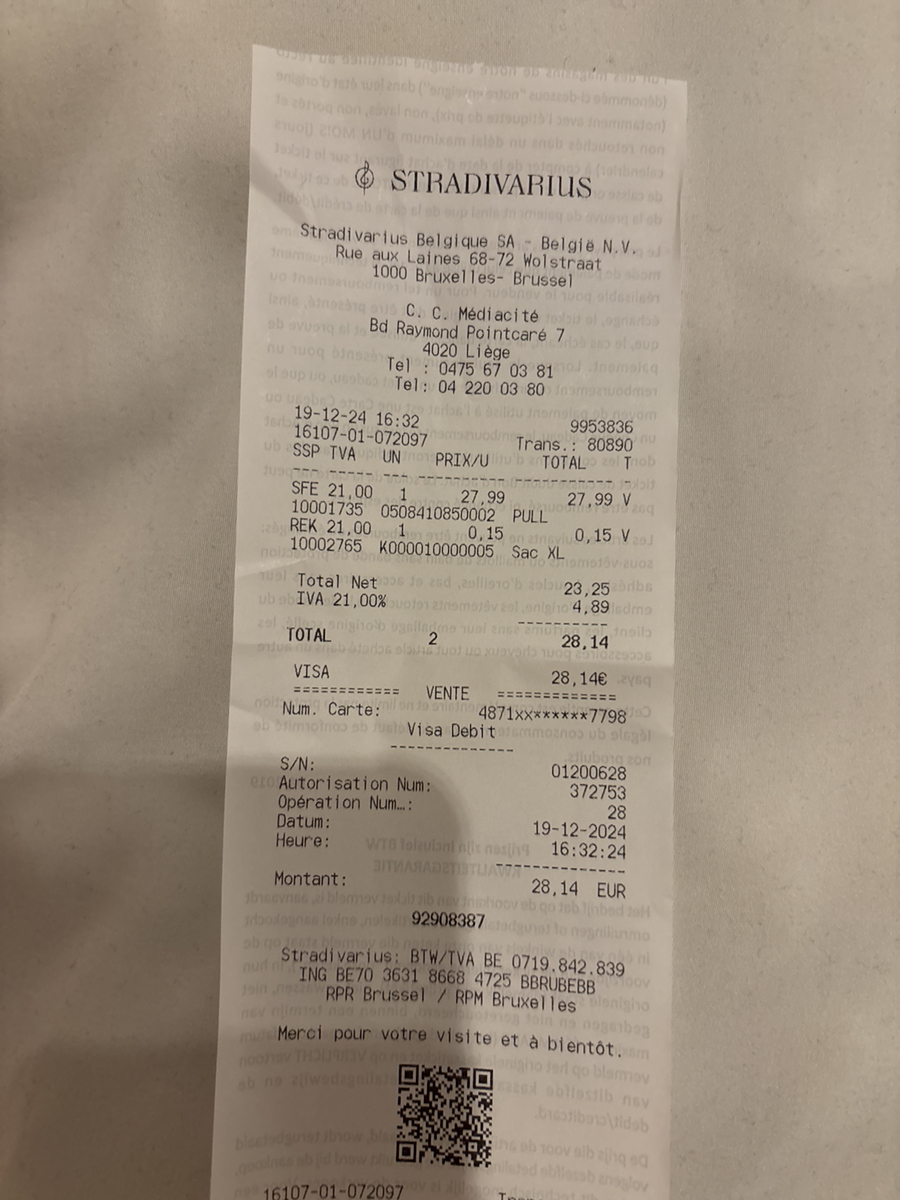 STRADIVARIUS
Stradivarius Belgique SA - België N.V.
Rue aux Laines 68-72 Wolstraat
1000 Bruxelles- Brussel
C. C. Médiacité
Bd Raymond Pointcaré 7
4020 Liège
Tel : 0475 67 03 81
Tel: 04 220 03 80
19-12-24 16:32 9953836
16107-01-072097 Trans.: 80890
SSP TVA UN PRIX/U TOTAL T
--- ----- --- ---------- ----------- -
SFE 21,00 1 27,99 27,99 V
10001735 0508410850002 PULL
REK 21,00 1 0,15 0,15 V
10002765 K000010000005 Sac XL
Total Net 23,25
IVA 21,00% 4,89
----------
TOTAL 2 28,14
VISA 28,14€
============ VENTE =============
Num. Carte: 4871xx******7798
Visa Debit
--------------
S/N: 01200628
Autorisation Num: 372753
Opération Num…: 28
Datum: 19-12-2024
Heure: 16:32:24
--------------
Montant: 28,14 EUR
92908387
Stradivarius: BTW/TVA BE 0719.842.839
ING BE70 3631 8668 4725 BBRUBEBB
RPR Brussel / RPM Bruxelles
Merci pour votre visite et à bientôt.
16107-01-072097